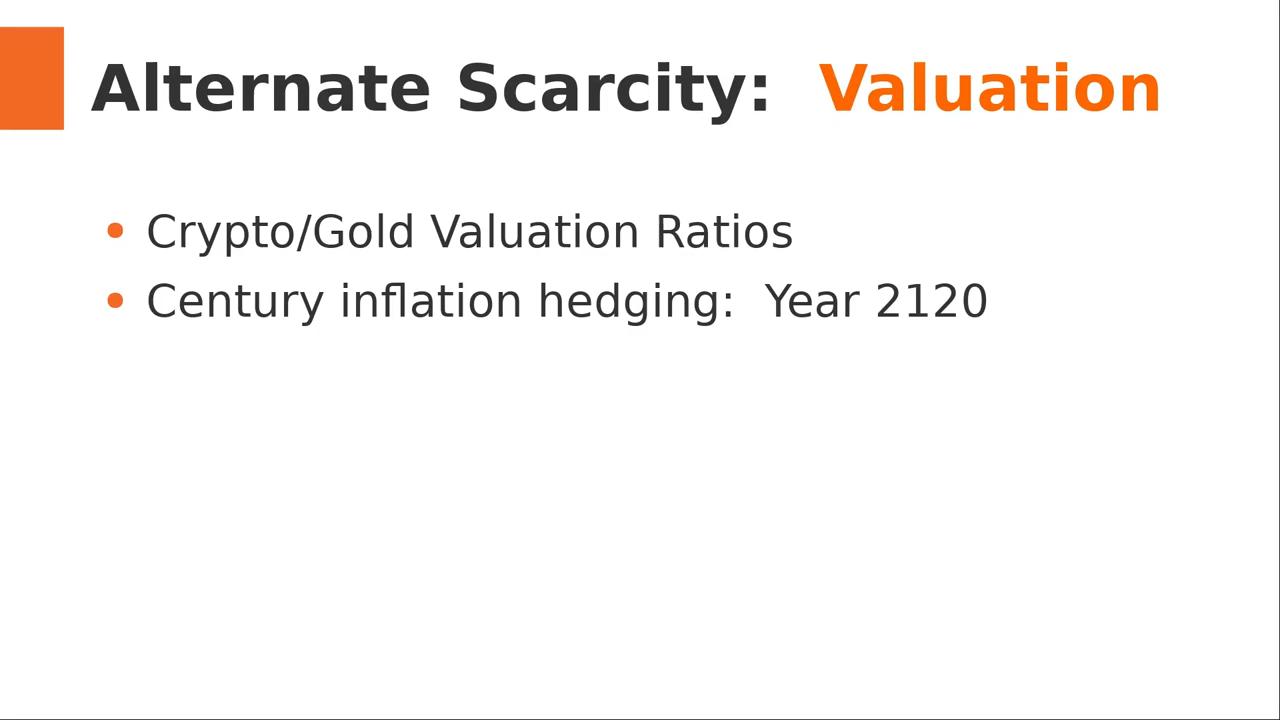 Alternate Scarcity:  Valuation
• Crypto/Gold Valuation Ratios
• Century inflation hedging:  Year 2120